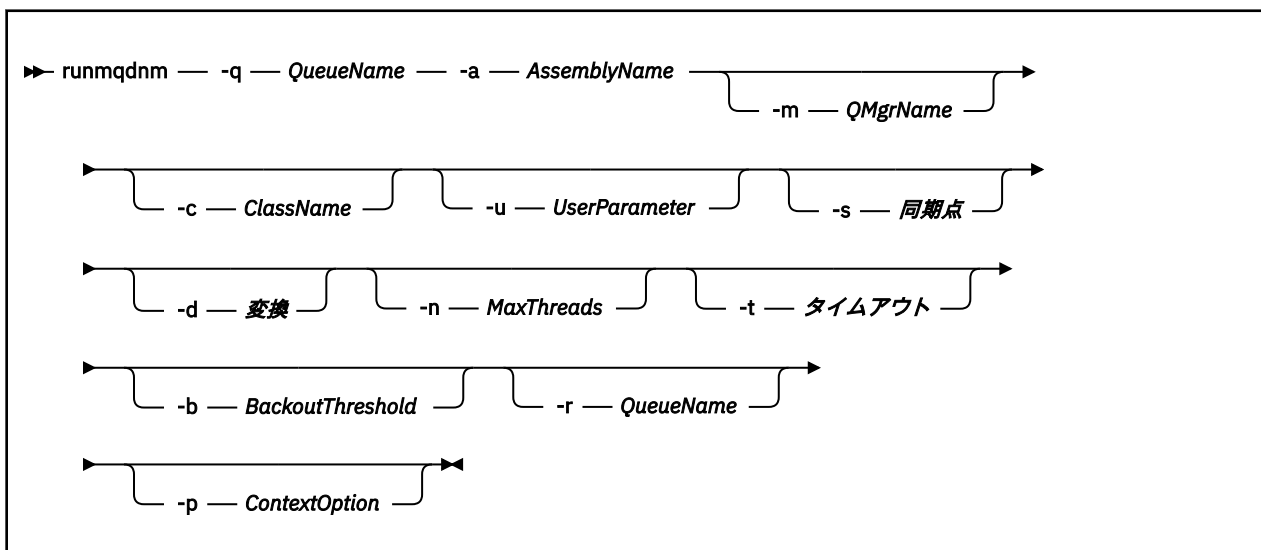 runmqdnm -q QueueName -a AssemblyName
-m QMgrName
-c ClassName -u UserParameter -s 同期点
-d 変換 -n MaxThreads -t タイムアウト
-b BackoutThreshold -r QueueName
-p ContextOption